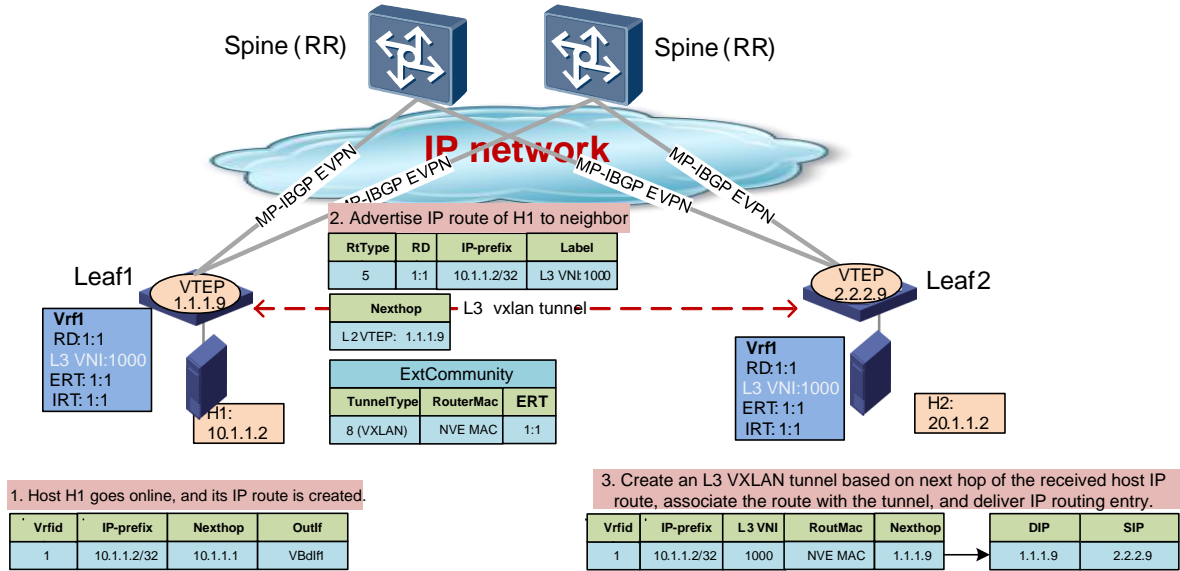 Spine (RR)
Spine (RR)
IP network
MP-IBGP EVPN
MP-IBGP EVPN
MP-IBGP EVPN
MP-IBGP EVPN
2. Advertise IP route of H1 to neighbor
RtType RD IP-prefix Label
5 1:1 10.1.1.2/32 L3 VNI:1000
Leaf1
VTEP
1.1.1.9
VTEP
2.2.2.9
Leaf2
Nexthop
L2VTEP: 1.1.1.9
L3 vxlan tunnel
Vrf1
RD:1:1
L3 VNI:1000
ERT: 1:1
IRT: 1:1
H1:
10.1.1.2
ExtCommunity
TunnelType RouterMac ERT
8 (VXLAN) NVE MAC 1:1
Vrf1
RD:1:1
L3 VNI:1000
ERT: 1:1
IRT: 1:1
H2:
20.1.1.2
1. Host H1 goes online, and its IP route is created.
Vrfid IP-prefix Nexthop OutIf
1 10.1.1.2/32 10.1.1.1 VBdIf1
3. Create an L3 VXLAN tunnel based on next hop of the received host IP
route, associate the route with the tunnel, and deliver IP routing entry.
Vrfid IP-prefix L3 VNI RoutMac Nexthop DIP SIP
1 10.1.1.2/32 1000 NVE MAC 1.1.1.9 1.1.1.9 2.2.2.9